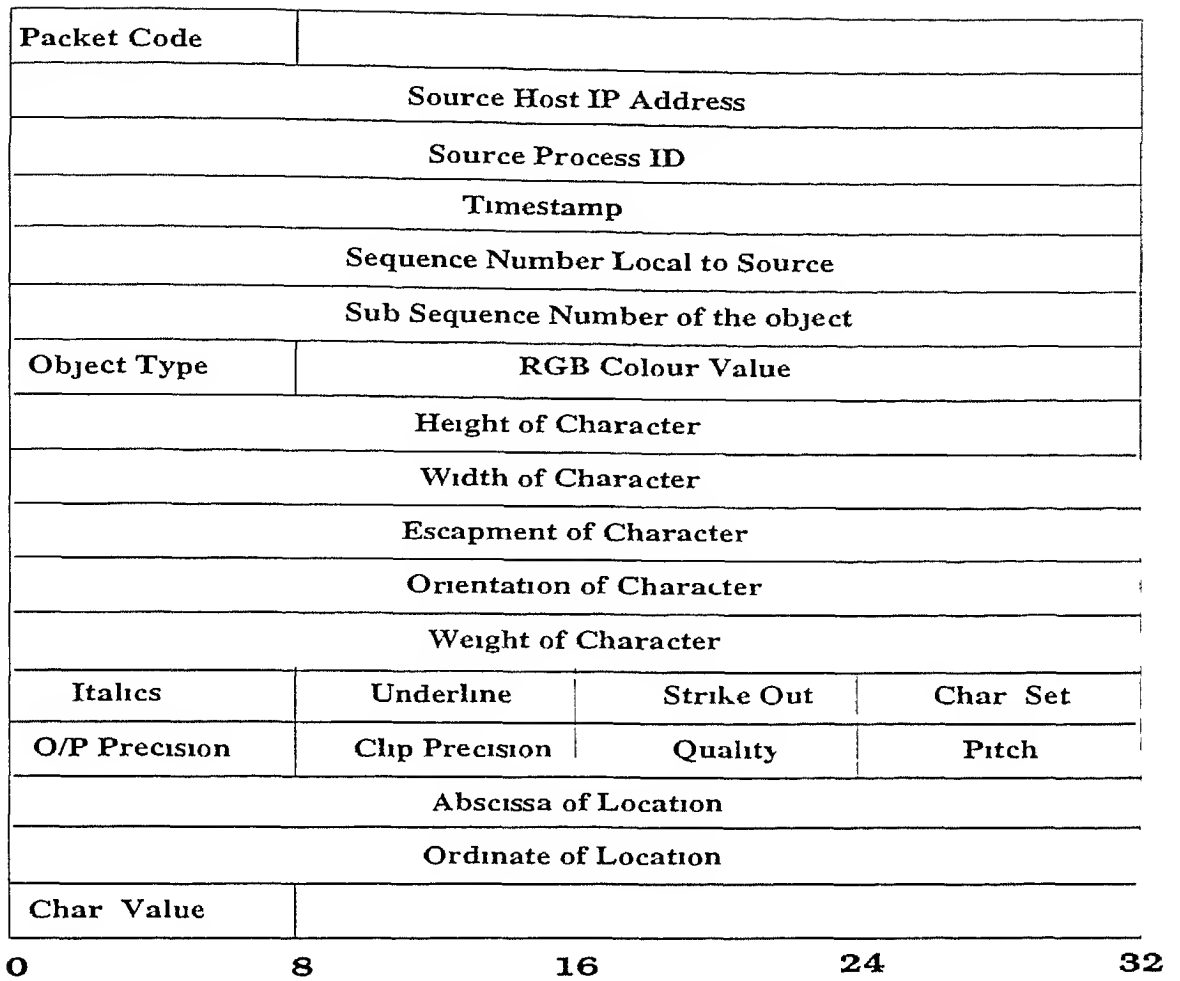 Packet Code
Source Host IP Address
Source Process ID
Timestamp
Sequence Number Local to Source
Sub Sequence Number of the object
Object Type RGB Colour Value
Height of Character
Width of Character
Escapment of Character
Orientation of Character
Weight of Character
Italics Underline Strike Out Char Set
O/P Precision Clip Precision Quality Pitch
Abscissa of Location
Ordinate of Location
Char Value
0 8 16 24 32